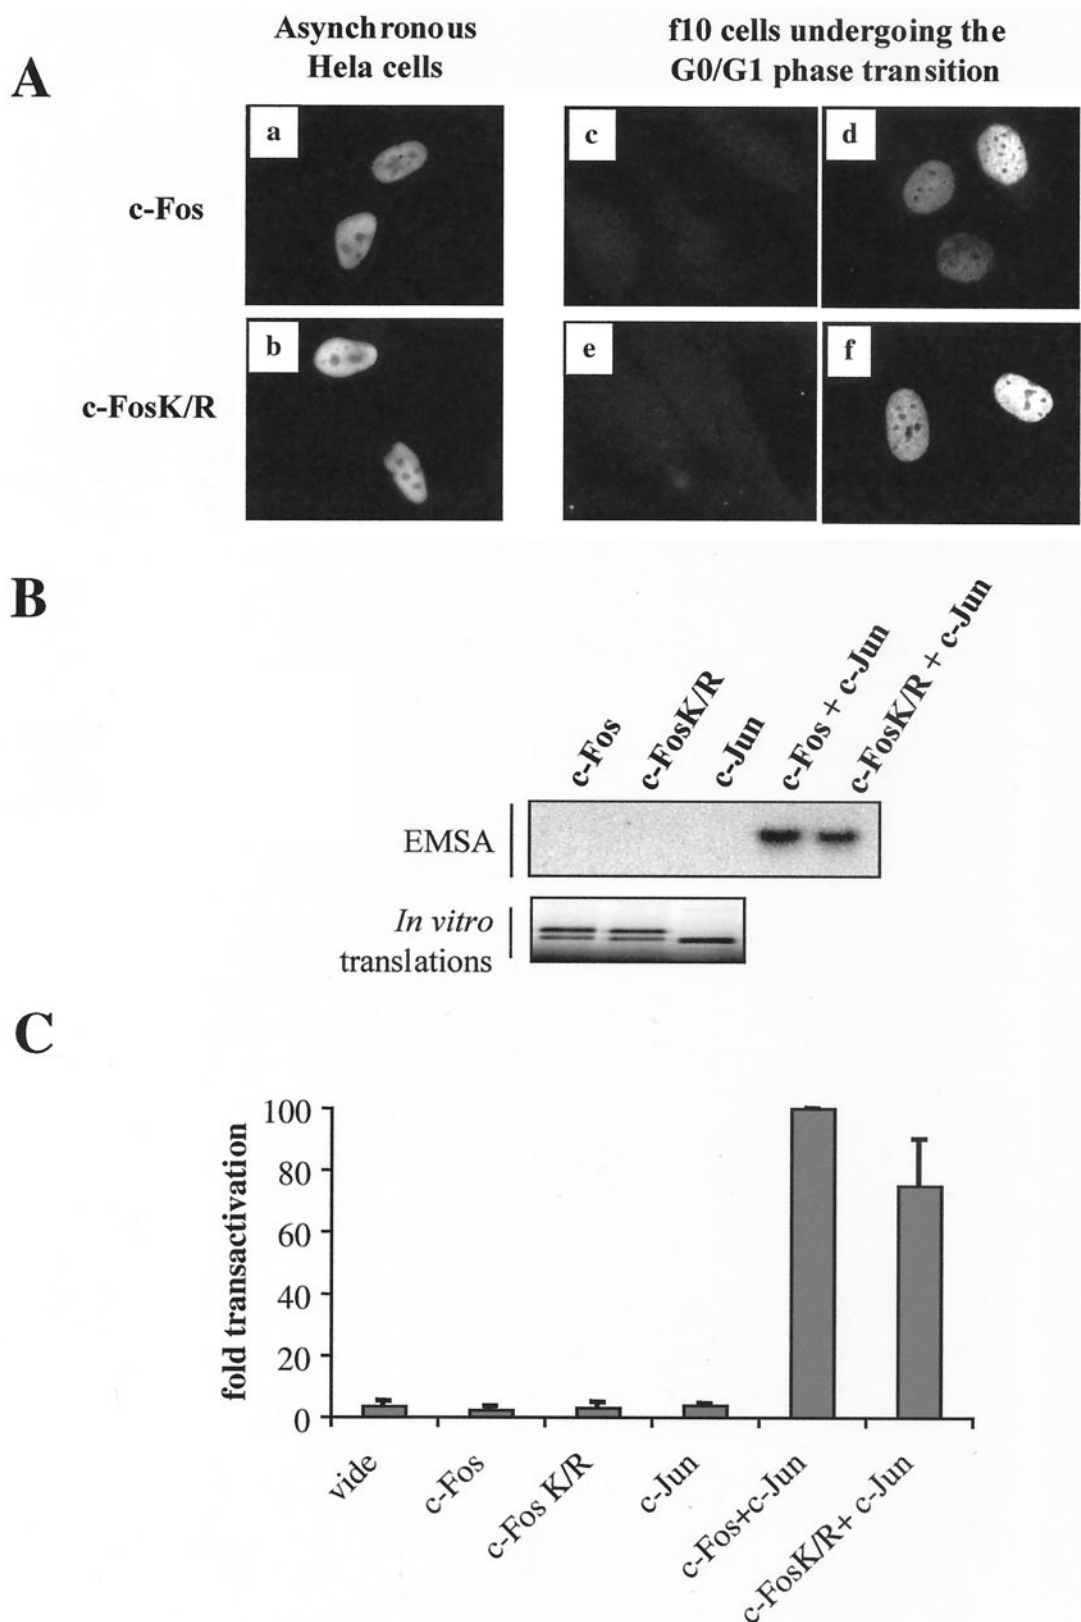 A
Asynchronous
Hela cells
f10 cells undergoing the
G0/G1 phase transition
c-Fos
a
c
d
c-FosK/R
b
e
f
B
c-Fos
c-FosK/R
c-Jun
c-Fos + c-Jun
c-FosK/R + c-Jun
EMSA
In vitro
translations
C
fold transactivation
100
80
60
40
20
0
vide
c-Fos
c-Fos K/R
c-Jun
c-Fos+c-Jun
c-FosK/R+ c-Jun